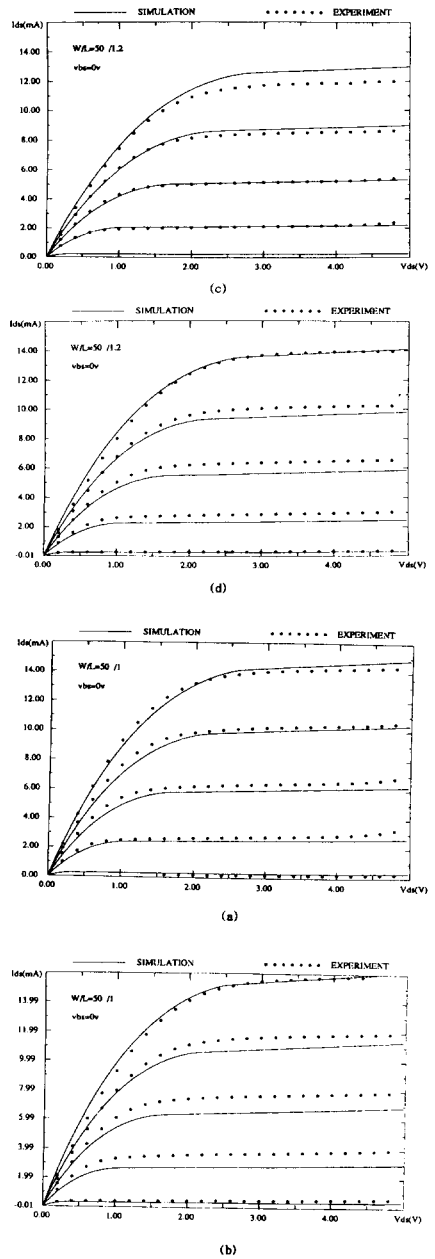 SIMULATION EXPERIMENT
Ids(mA)
14.00
12.00
10.00
8.00
6.00
4.00
2.00
0.00
W/L=50 /1.2
vbs=0v
0.00 1.00 2.00 3.00 4.00 Vds(V)
(c)
SIMULATION EXPERIMENT
Ids(mA)
14.00
12.00
10.00
8.00
6.00
4.00
2.00
-0.01
W/L=50 /1.2
vbs=0v
0.00 1.00 2.00 3.00 4.00 Vds(V)
(d)
SIMULATION EXPERIMENT
Ids(mA)
14.00
12.00
10.00
8.00
6.00
4.00
2.00
0.00
W/L=50 /1
vbs=0v
0.00 1.00 2.00 3.00 4.00 Vds(V)
(a)
SIMULATION EXPERIMENT
Ids(mA)
13.99
11.99
9.99
7.99
5.99
3.99
1.99
-0.01
W/L=50 /1
vbs=0v
0.00 1.00 2.00 3.00 4.00 Vds(V)
(b)